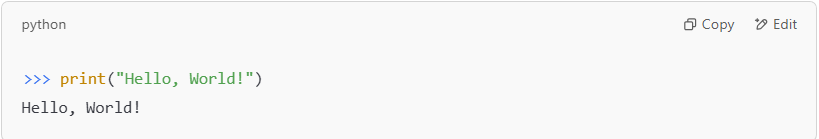 python Copy Edit
>>> print("Hello, World!")
Hello, World!